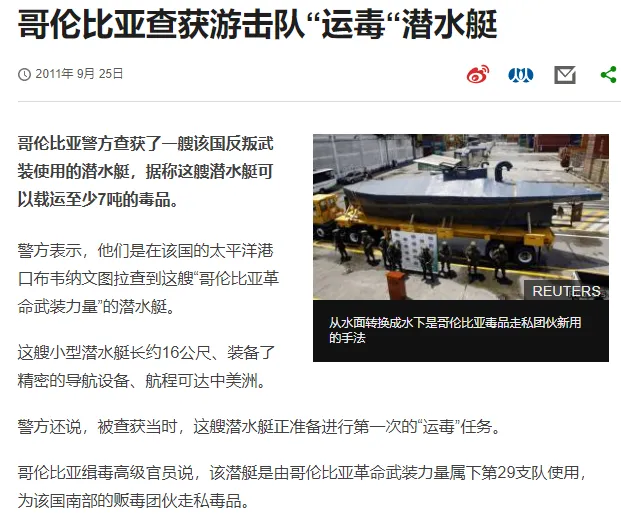 哥伦比亚查获游击队“运毒“潜水艇
2011年 9月 25日
哥伦比亚警方查获了一艘该国反叛武
装使用的潜水艇，据称这艘潜水艇可
以载运至少7吨的毒品。
警方表示，他们是在该国的太平洋港
口布韦纳文图拉查到这艘“哥伦比亚革
命武装力量”的潜水艇。
这艘小型潜水艇长约16公尺、装备了
精密的导航设备、航程可达中美洲。
REUTERS
从水面转换成水下是哥伦比亚毒品走私团伙新用
的手法
警方还说，被查获当时，这艘潜水艇正准备进行第一次的“运毒”任务。
哥伦比亚缉毒高级官员说，该潜艇是由哥伦比亚革命武装力量属下第29支队使用，
为该国南部的贩毒团伙走私毒品。